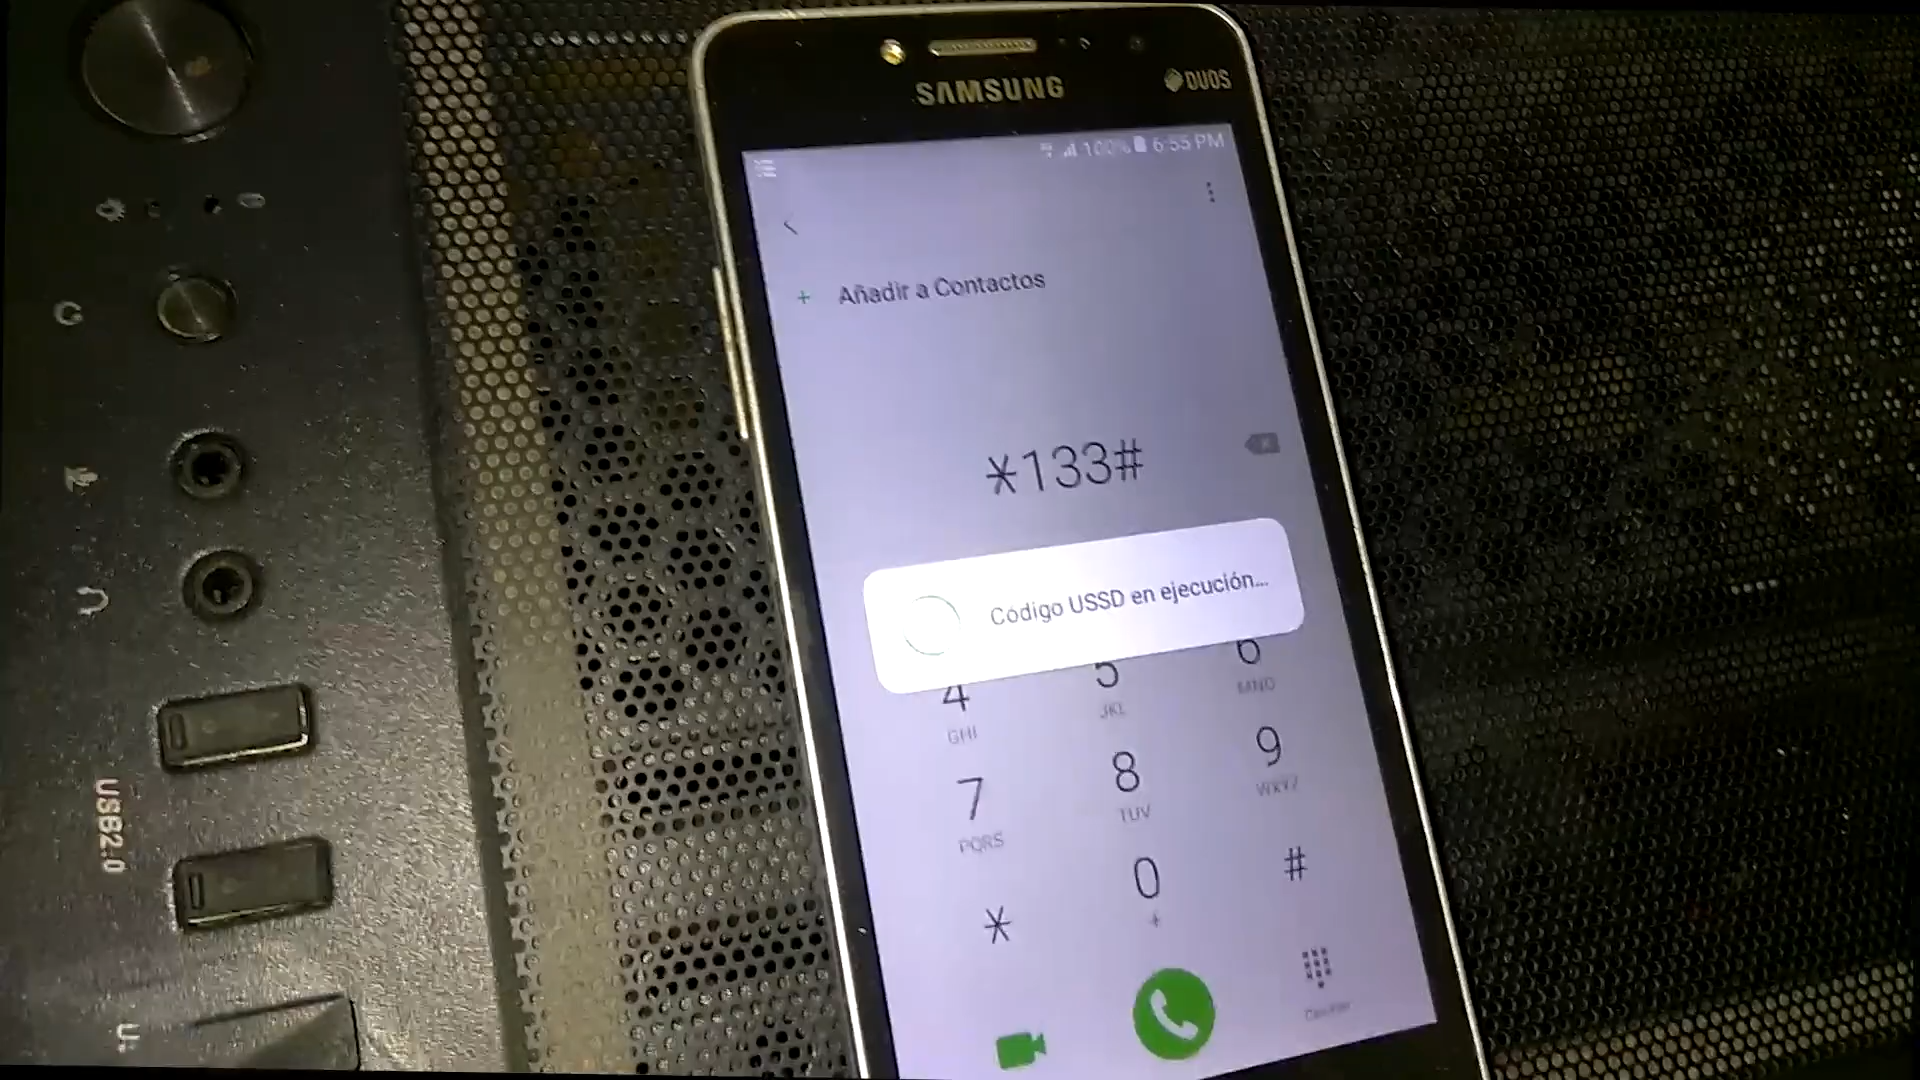 SAMSUNG
DUOS
100% 6:55 PM
+ Añadir a Contactos
*133#
Código USSD en ejecución...
4 5 6
GHI JKL MNO
7 8 9
PQRS TUV WXYZ
* 0 #
+
USB2.0